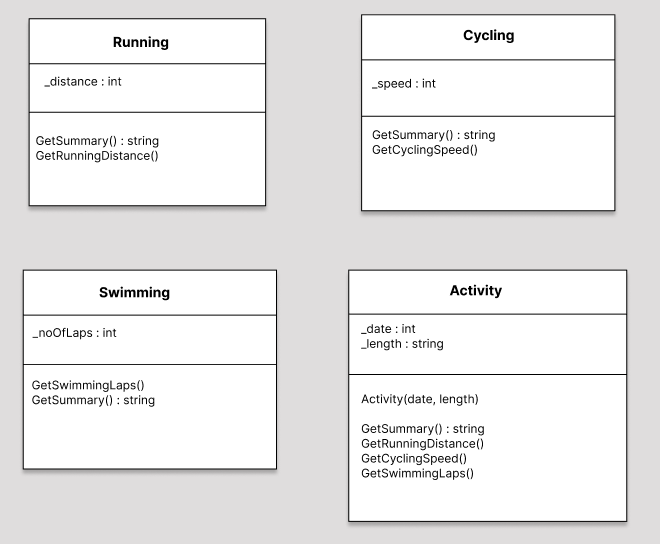 Running
_distance : int
GetSummary() : string
GetRunningDistance()
Cycling
_speed : int
GetSummary() : string
GetCyclingSpeed()
Swimming
_noOfLaps : int
GetSwimmingLaps()
GetSummary() : string
Activity
_date : int
_length : string
Activity(date, length)
GetSummary() : string
GetRunningDistance()
GetCyclingSpeed()
GetSwimmingLaps()